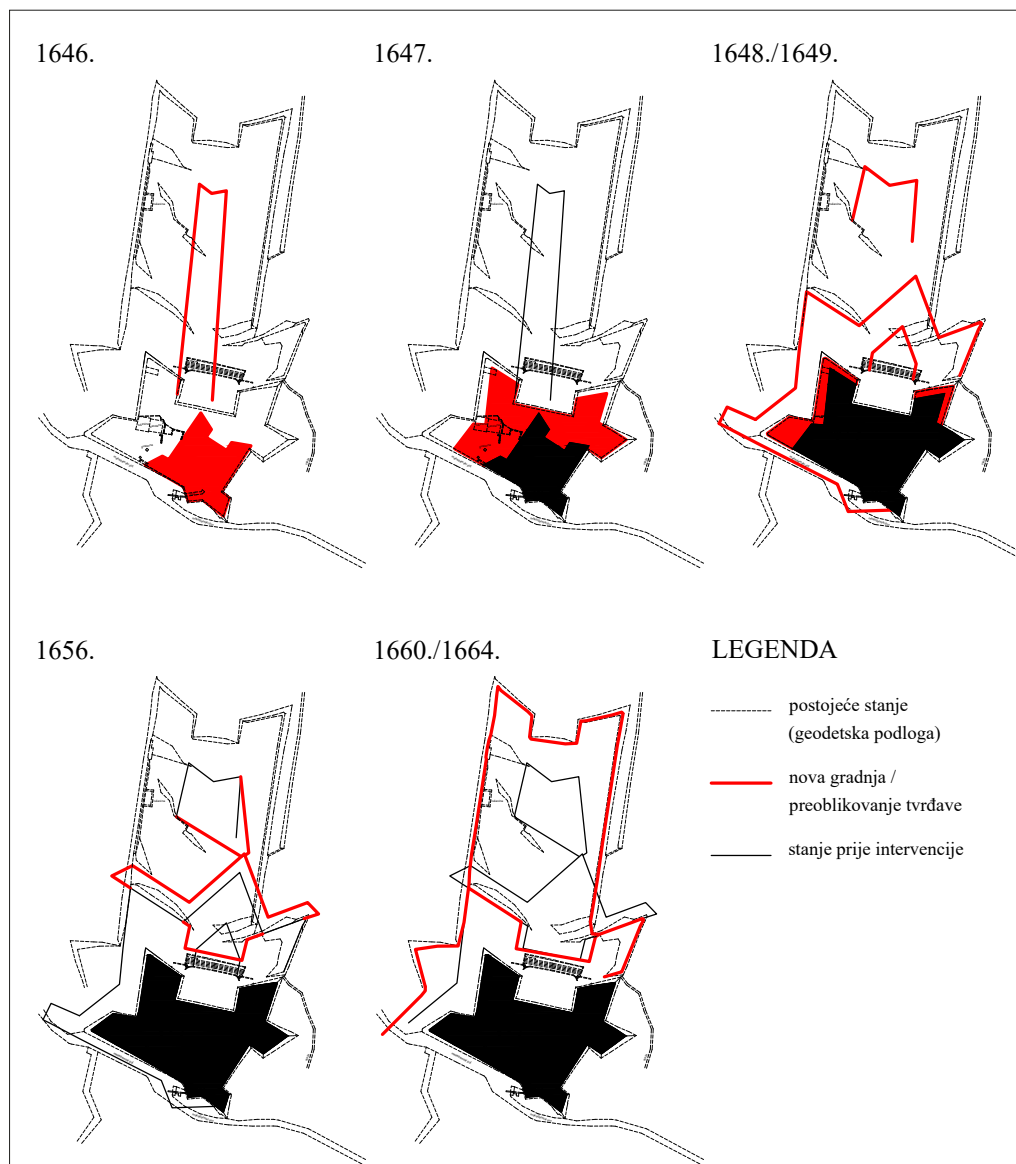 1646.
1647.
1648./1649.
1656.
1660./1664.
LEGENDA
postojeće stanje
(geodetska podloga)
nova gradnja /
preoblikovanje tvrđave
stanje prije intervencije